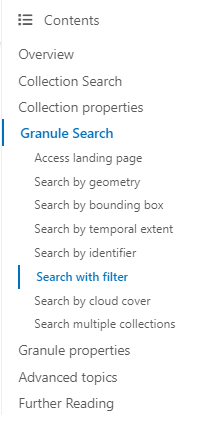 Contents
Overview
Collection Search
Collection properties
Granule Search
Access landing page
Search by geometry
Search by bounding box
Search by temporal extent
Search by identifier
Search with filter
Search by cloud cover
Search multiple collections
Granule properties
Advanced topics
Further Reading